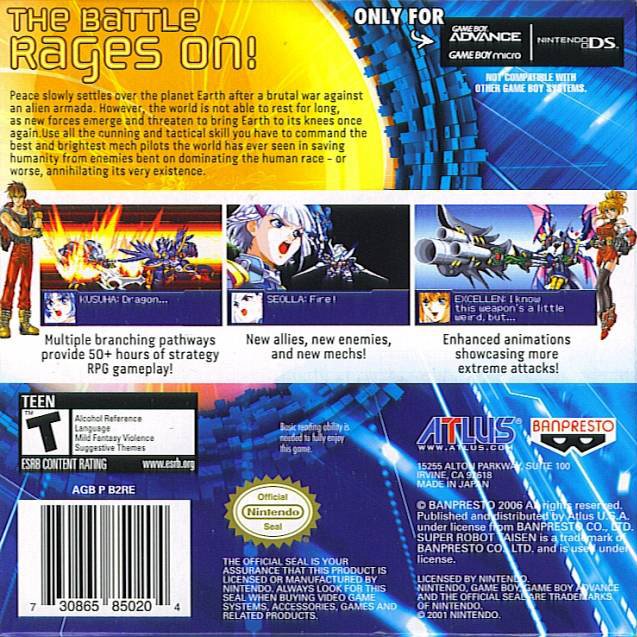 THE BATTLE
Rages on!
Peace slowly settles over the planet Earth after a brutal war against
an alien armada. However, the world is not able to rest for long,
as new forces emerge and threaten to bring Earth to its knees once
again.Use all the cunning and tactical skill you have to command the
best and brightest mech pilots the world has ever seen in saving
humanity from enemies bent on dominating the human race - or
worse, annihilating its very existence.
ONLY FOR
GAME BOY
ADVANCE
GAME BOY micro
NINTENDO DS.
NOT COMPATIBLE WITH
OTHER GAME BOY SYSTEMS.
KUSUHA: Dragon...
SEOLLA: Fire!
EXCELLEN: I know
this weapon's a little
weird, but...
Multiple branching pathways
provide 50+ hours of strategy
RPG gameplay!
New allies, new enemies,
and new mechs!
Enhanced animations
showcasing more
extreme attacks!
TEEN
T
TM
Alcohol Reference
Language
Mild Fantasy Violence
Suggestive Themes
ESRB CONTENT RATING www.esrb.org
AGB P B2RE
7 30865 85020 4
Basic reading ability is
needed to fully enjoy
this game.
Official
Nintendo
Seal
THE OFFICIAL SEAL IS YOUR
ASSURANCE THAT THIS PRODUCT IS
LICENSED OR MANUFACTURED BY
NINTENDO. ALWAYS LOOK FOR THIS
SEAL WHEN BUYING VIDEO GAME
SYSTEMS, ACCESSORIES, GAMES AND
RELATED PRODUCTS.
ATLUS®
WWW.ATLUS.COM
BANPRESTO
15255 ALTON PARKWAY, SUITE 100
IRVINE, CA 92618
MADE IN JAPAN
© BANPRESTO 2006 All rights reserved.
Published and distributed by Atlus U.S.A.
under license from BANPRESTO CO., LTD.
SUPER ROBOT TAISEN is a trademark of
BANPRESTO CO. LTD. and is used under
license.
LICENSED BY NINTENDO.
NINTENDO, GAME BOY, GAME BOY ADVANCE
AND THE OFFICIAL SEAL ARE TRADEMARKS
OF NINTENDO.
© 2001 NINTENDO.